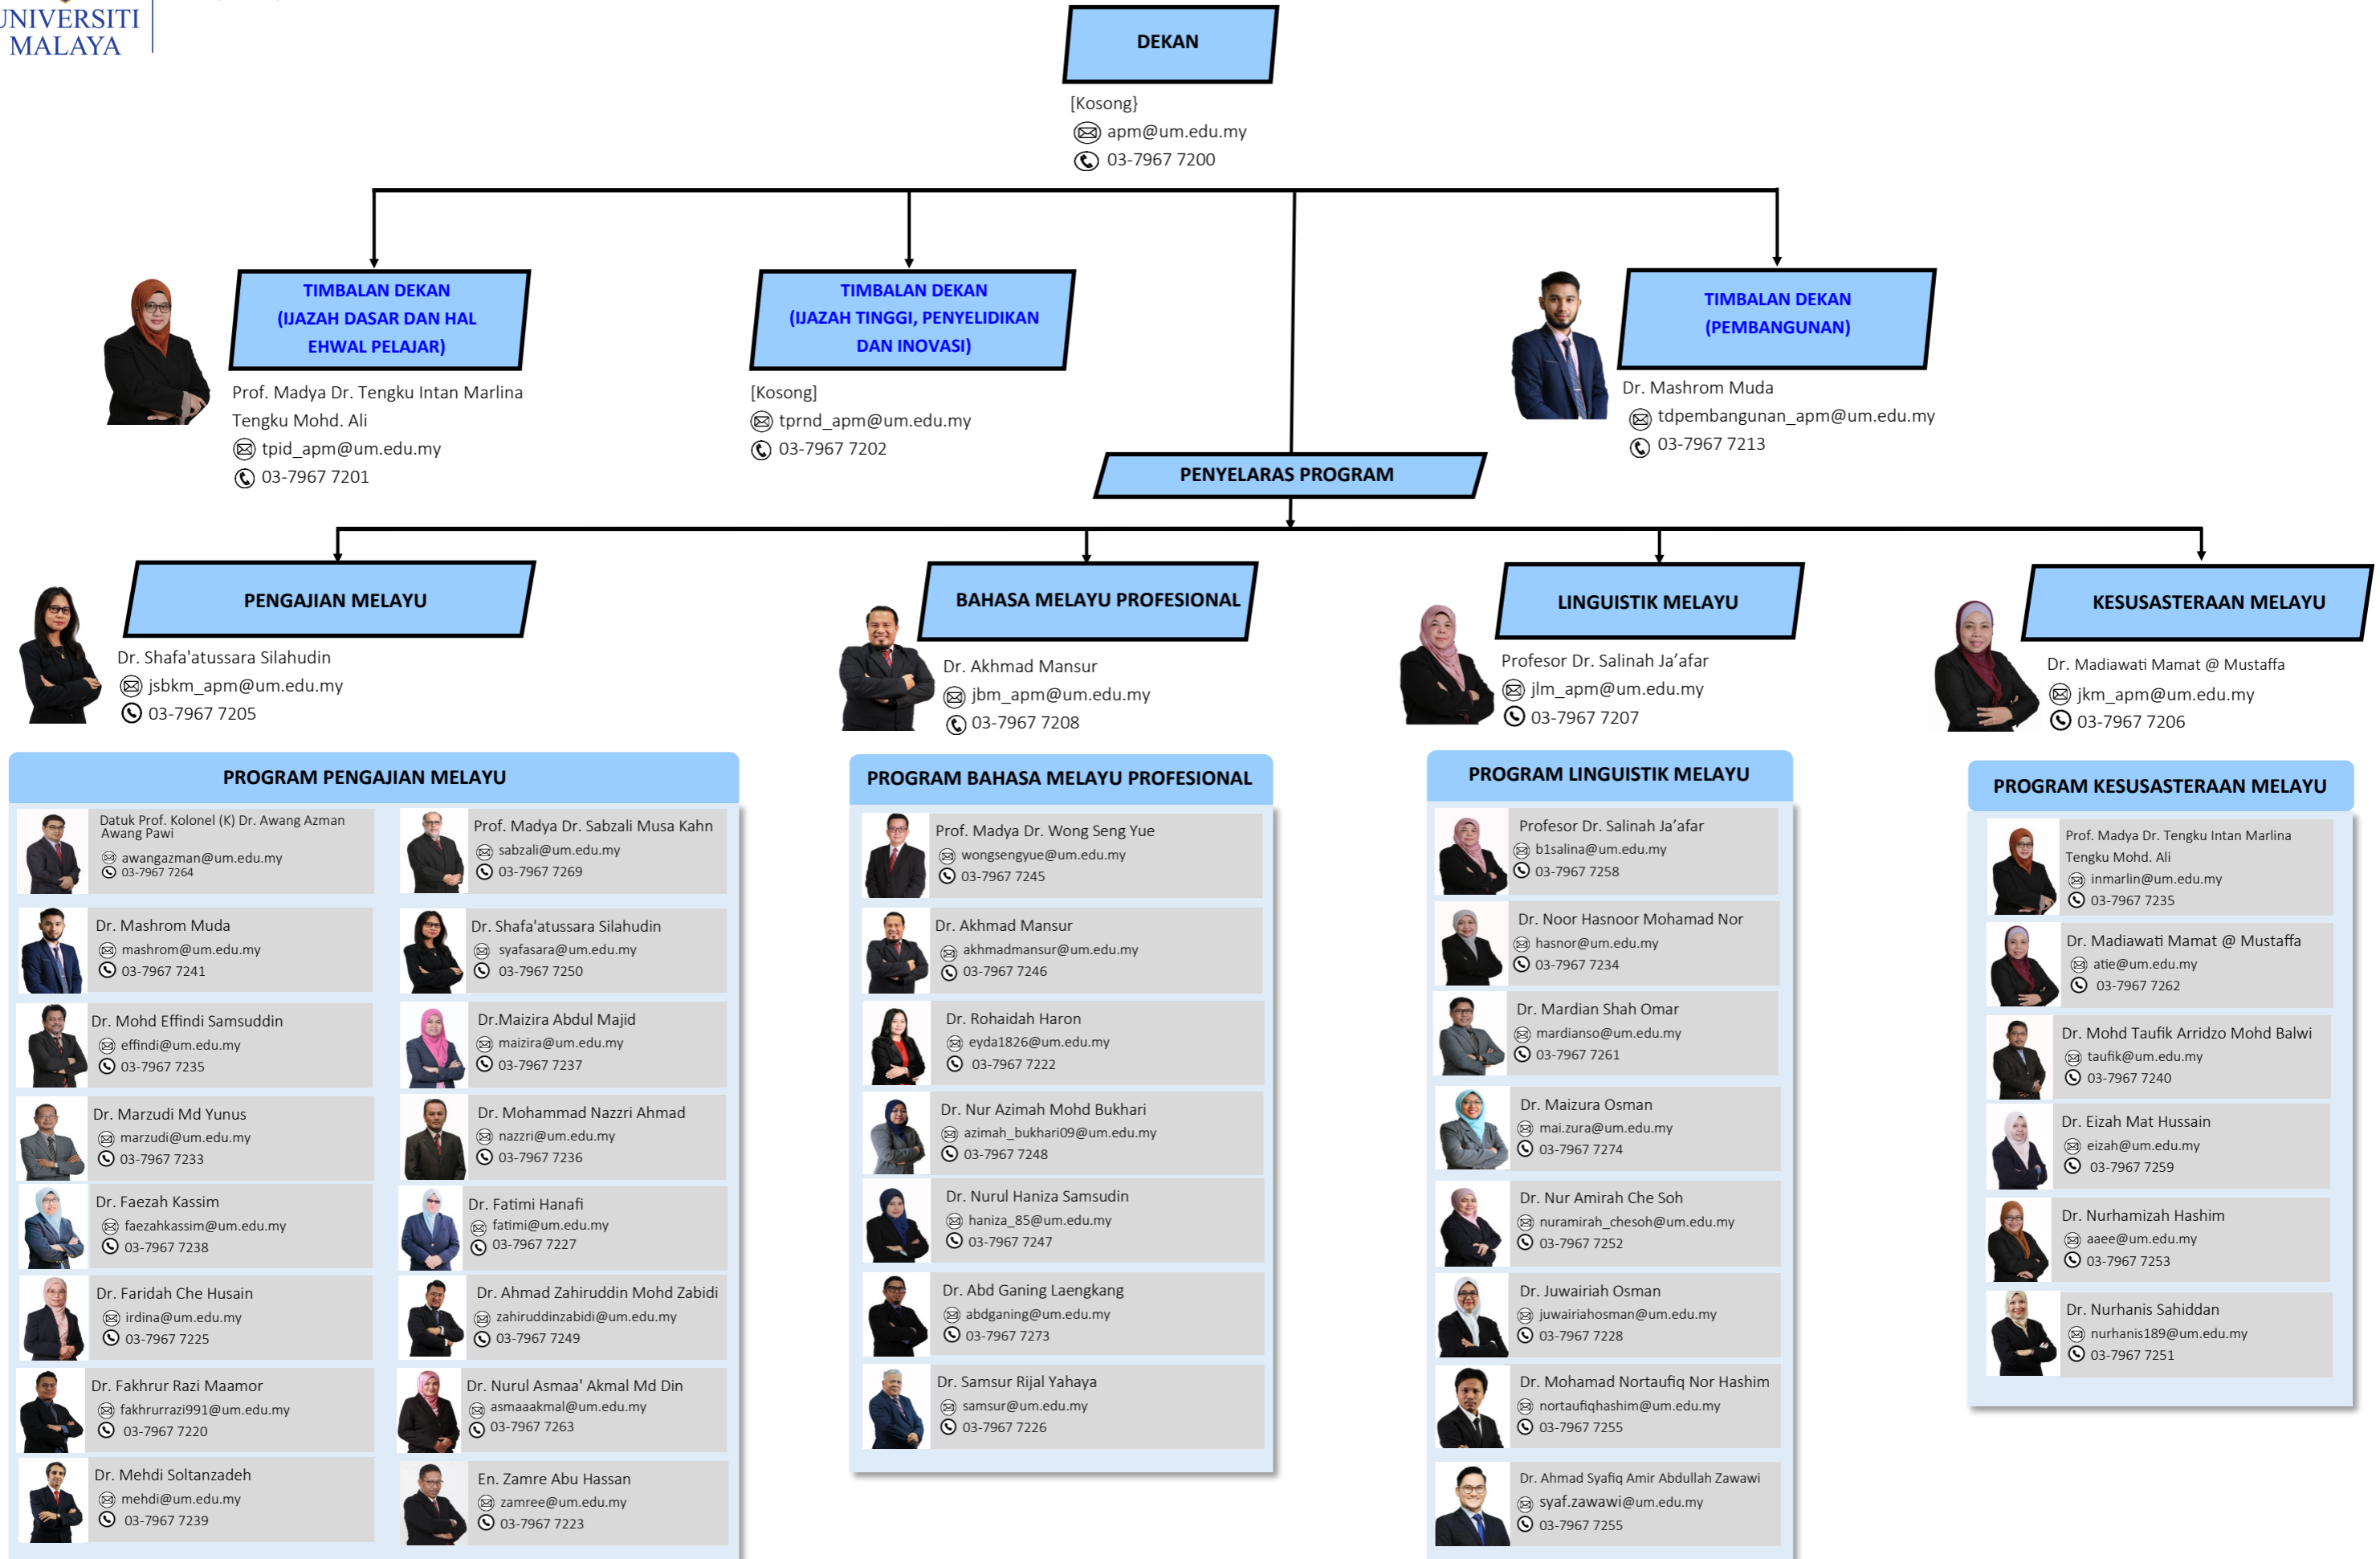 UNIVERSITI
MALAYA
DEKAN
[Kosong}
apm@um.edu.my
03-7967 7200
TIMBALAN DEKAN
(IJAZAH DASAR DAN HAL
EHWAL PELAJAR)
Prof. Madya Dr. Tengku Intan Marlina
Tengku Mohd. Ali
tpid_apm@um.edu.my
03-7967 7201
TIMBALAN DEKAN
(IJAZAH TINGGI, PENYELIDIKAN
DAN INOVASI)
[Kosong]
tprnd_apm@um.edu.my
03-7967 7202
TIMBALAN DEKAN
(PEMBANGUNAN)
Dr. Mashrom Muda
tdpembangunan_apm@um.edu.my
03-7967 7213
PENYELARAS PROGRAM
PENGAJIAN MELAYU
Dr. Shafa'atussara Silahudin
jsbkm_apm@um.edu.my
03-7967 7205
BAHASA MELAYU PROFESIONAL
Dr. Akhmad Mansur
jbm_apm@um.edu.my
03-7967 7208
LINGUISTIK MELAYU
Profesor Dr. Salinah Ja’afar
jlm_apm@um.edu.my
03-7967 7207
KESUSASTERAAN MELAYU
Dr. Madiawati Mamat @ Mustaffa
jkm_apm@um.edu.my
03-7967 7206
PROGRAM PENGAJIAN MELAYU
Datuk Prof. Kolonel (K) Dr. Awang Azman
Awang Pawi
awangazman@um.edu.my
03-7967 7264
Prof. Madya Dr. Sabzali Musa Kahn
sabzali@um.edu.my
03-7967 7269
Dr. Mashrom Muda
mashrom@um.edu.my
03-7967 7241
Dr. Shafa'atussara Silahudin
syafasara@um.edu.my
03-7967 7250
Dr. Mohd Effindi Samsuddin
effindi@um.edu.my
03-7967 7235
Dr.Maizira Abdul Majid
maizira@um.edu.my
03-7967 7237
Dr. Marzudi Md Yunus
marzudi@um.edu.my
03-7967 7233
Dr. Mohammad Nazzri Ahmad
nazzri@um.edu.my
03-7967 7236
Dr. Faezah Kassim
faezahkassim@um.edu.my
03-7967 7238
Dr. Fatimi Hanafi
fatimi@um.edu.my
03-7967 7227
Dr. Faridah Che Husain
irdina@um.edu.my
03-7967 7225
Dr. Ahmad Zahiruddin Mohd Zabidi
zahiruddinzabidi@um.edu.my
03-7967 7249
Dr. Fakhrur Razi Maamor
fakhrurrazi991@um.edu.my
03-7967 7220
Dr. Nurul Asmaa' Akmal Md Din
asmaaakmal@um.edu.my
03-7967 7263
Dr. Mehdi Soltanzadeh
mehdi@um.edu.my
03-7967 7239
En. Zamre Abu Hassan
zamree@um.edu.my
03-7967 7223
PROGRAM BAHASA MELAYU PROFESIONAL
Prof. Madya Dr. Wong Seng Yue
wongsengyue@um.edu.my
03-7967 7245
Dr. Akhmad Mansur
akhmadmansur@um.edu.my
03-7967 7246
Dr. Rohaidah Haron
eyda1826@um.edu.my
03-7967 7222
Dr. Nur Azimah Mohd Bukhari
azimah_bukhari09@um.edu.my
03-7967 7248
Dr. Nurul Haniza Samsudin
haniza_85@um.edu.my
03-7967 7247
Dr. Abd Ganing Laengkang
abdganing@um.edu.my
03-7967 7273
Dr. Samsur Rijal Yahaya
samsur@um.edu.my
03-7967 7226
PROGRAM LINGUISTIK MELAYU
Profesor Dr. Salinah Ja’afar
b1salina@um.edu.my
03-7967 7258
Dr. Noor Hasnoor Mohamad Nor
hasnor@um.edu.my
03-7967 7234
Dr. Mardian Shah Omar
mardianso@um.edu.my
03-7967 7261
Dr. Maizura Osman
mai.zura@um.edu.my
03-7967 7274
Dr. Nur Amirah Che Soh
nuramirah_chesoh@um.edu.my
03-7967 7252
Dr. Juwairiah Osman
juwairiahosman@um.edu.my
03-7967 7228
Dr. Mohamad Nortaufiq Nor Hashim
nortaufiqhashim@um.edu.my
03-7967 7255
Dr. Ahmad Syafiq Amir Abdullah Zawawi
syaf.zawawi@um.edu.my
03-7967 7255
PROGRAM KESUSASTERAAN MELAYU
Prof. Madya Dr. Tengku Intan Marlina
Tengku Mohd. Ali
inmarlin@um.edu.my
03-7967 7235
Dr. Madiawati Mamat @ Mustaffa
atie@um.edu.my
03-7967 7262
Dr. Mohd Taufik Arridzo Mohd Balwi
taufik@um.edu.my
03-7967 7240
Dr. Eizah Mat Hussain
eizah@um.edu.my
03-7967 7259
Dr. Nurhamizah Hashim
aaee@um.edu.my
03-7967 7253
Dr. Nurhanis Sahiddan
nurhanis189@um.edu.my
03-7967 7251